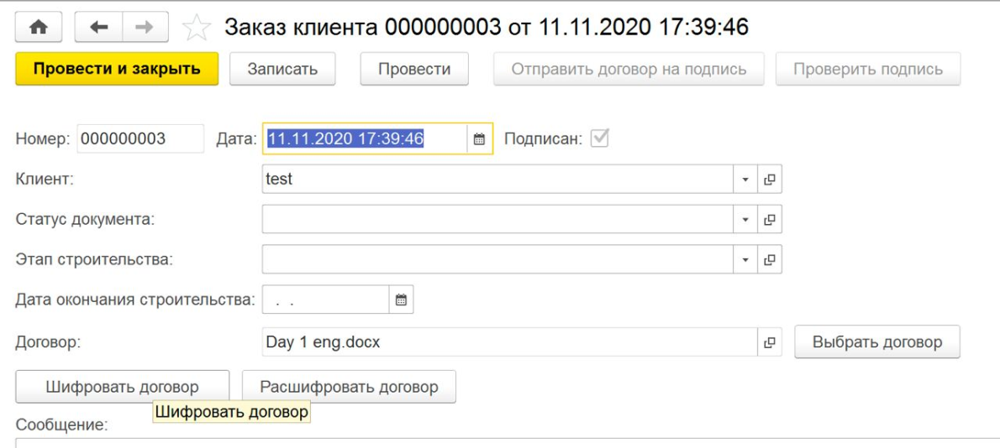 Заказ клиента 000000003 от 11.11.2020 17:39:46
Провести и закрыть Записать Провести Отправить договор на подпись Проверить подпись
Номер: 000000003 Дата: 11.11.2020 17:39:46 Подписан:
Клиент: test
Статус документа:
Этап строительства:
Дата окончания строительства: . .
Договор: Day 1 eng.docx Выбрать договор
Шифровать договор Расшифровать договор
Шифровать договор
Сообщение: